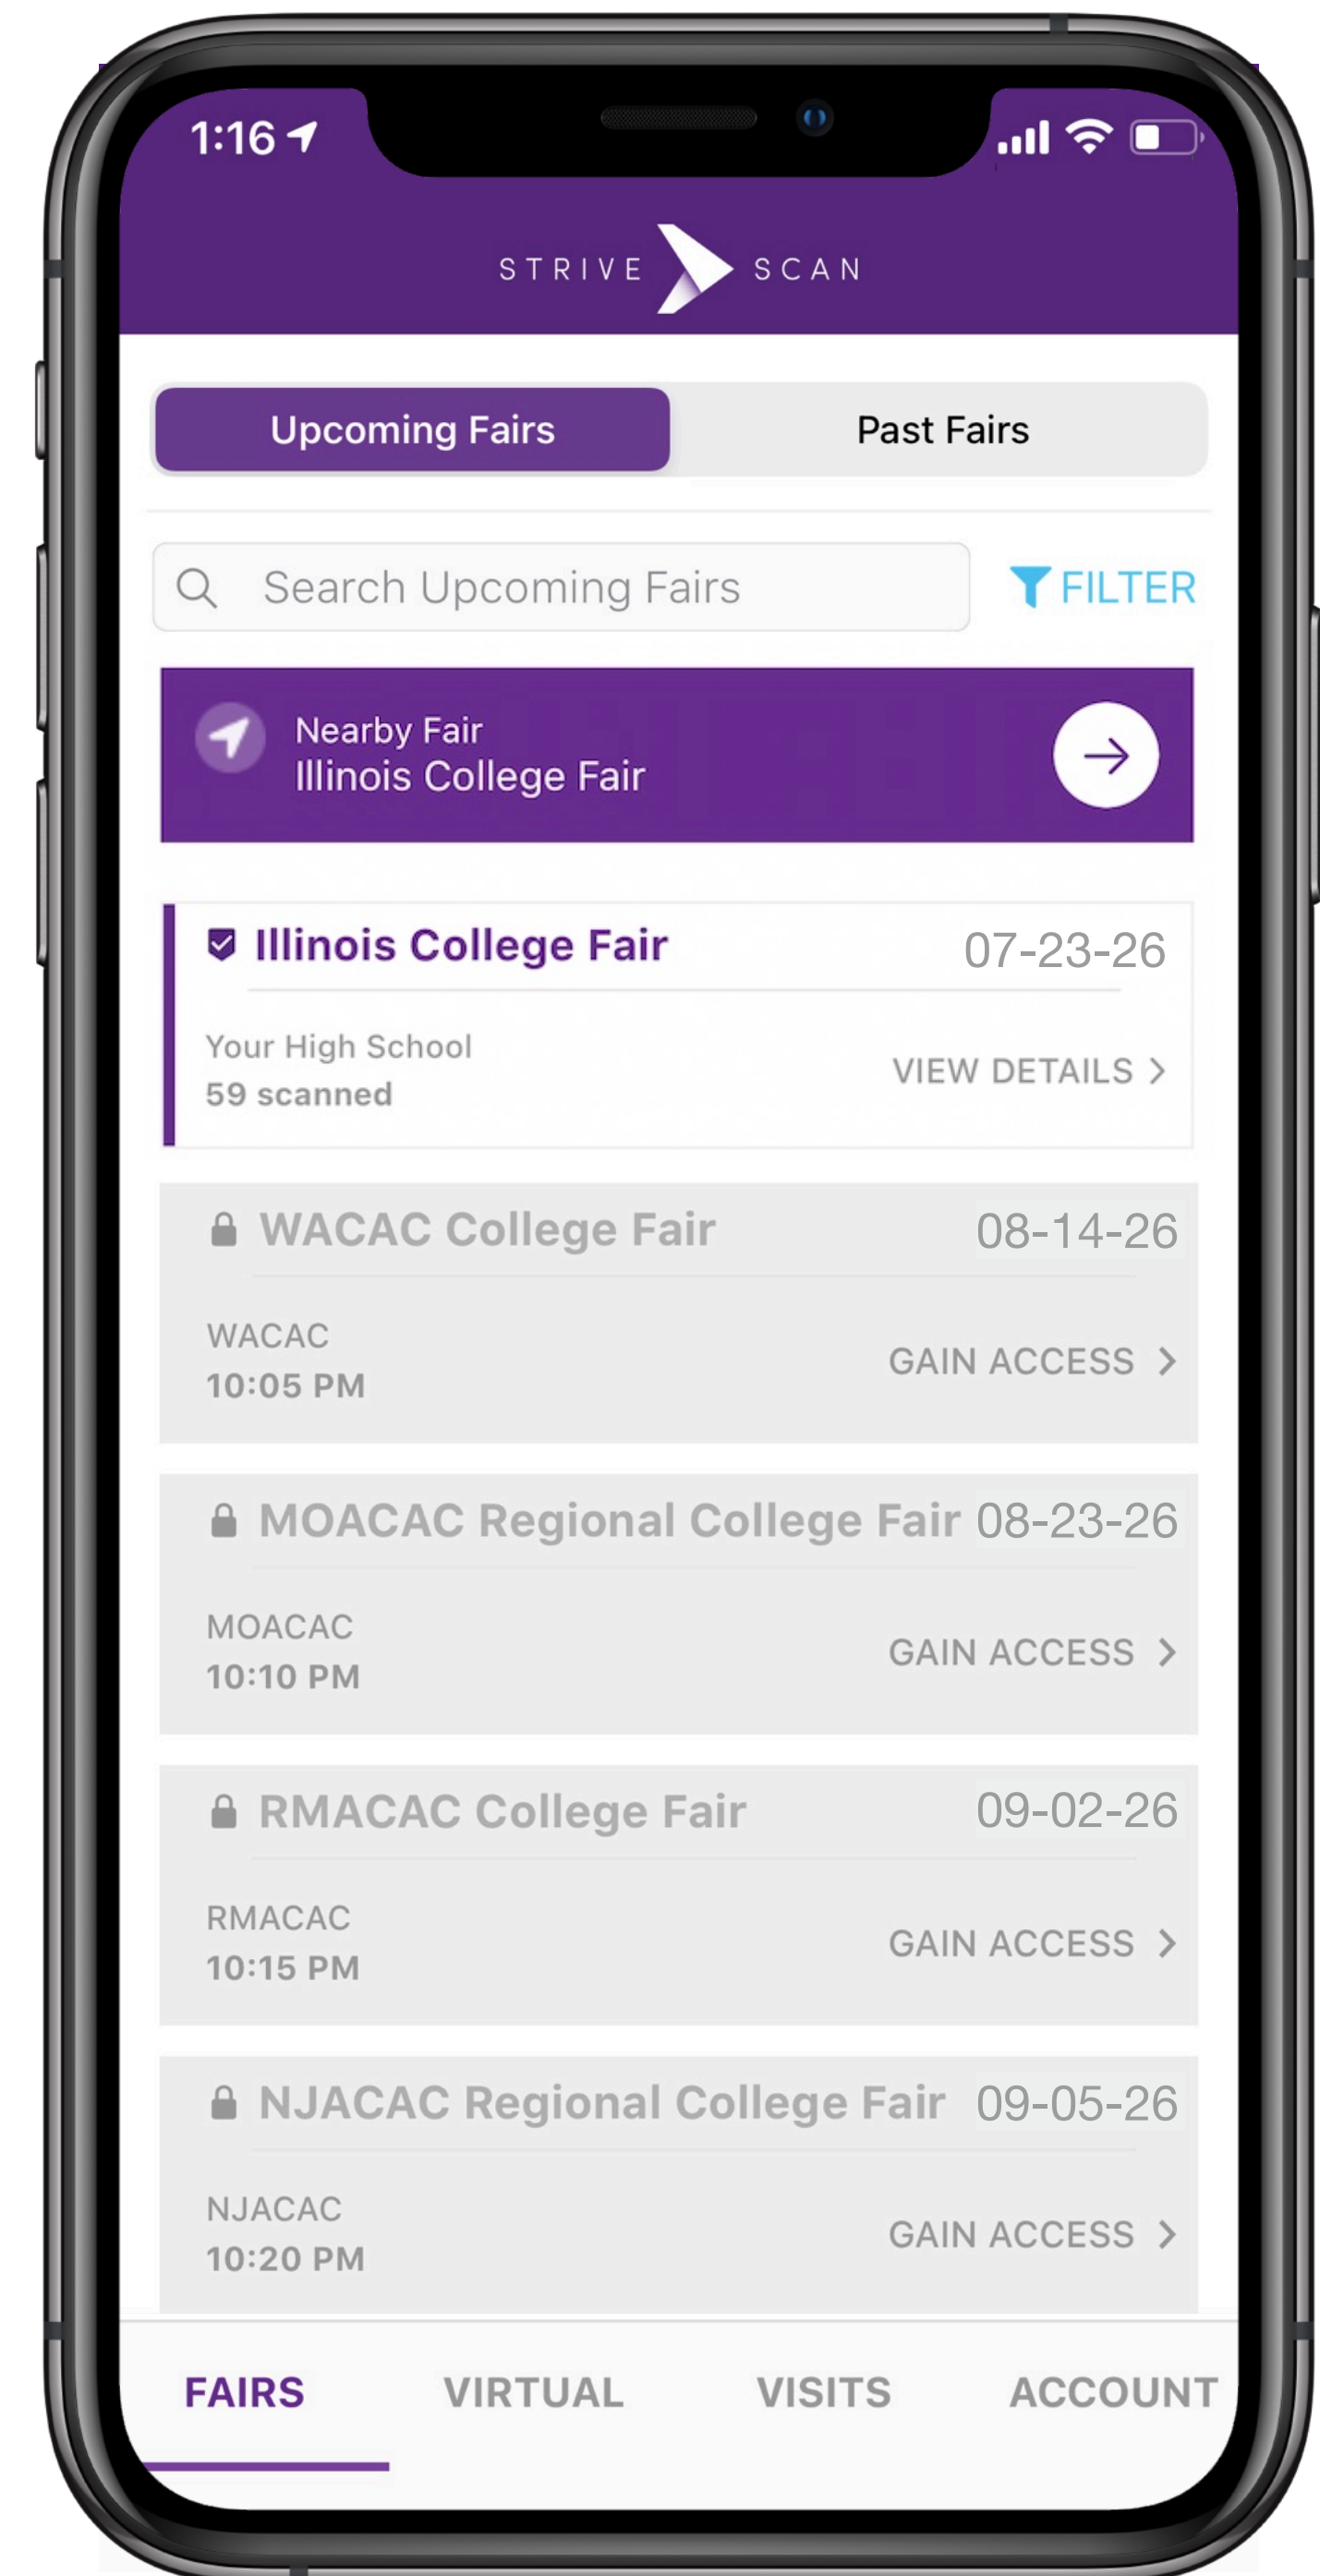 1:16
STRIVE SCAN
Upcoming Fairs Past Fairs
Search Upcoming Fairs FILTER
Nearby Fair
Illinois College Fair
Illinois College Fair 07-23-26
Your High School
59 scanned
VIEW DETAILS >
WACAC College Fair 08-14-26
WACAC
10:05 PM
GAIN ACCESS >
MOACAC Regional College Fair 08-23-26
MOACAC
10:10 PM
GAIN ACCESS >
RMACAC College Fair 09-02-26
RMACAC
10:15 PM
GAIN ACCESS >
NJACAC Regional College Fair 09-05-26
NJACAC
10:20 PM
GAIN ACCESS >
FAIRS VIRTUAL VISITS ACCOUNT